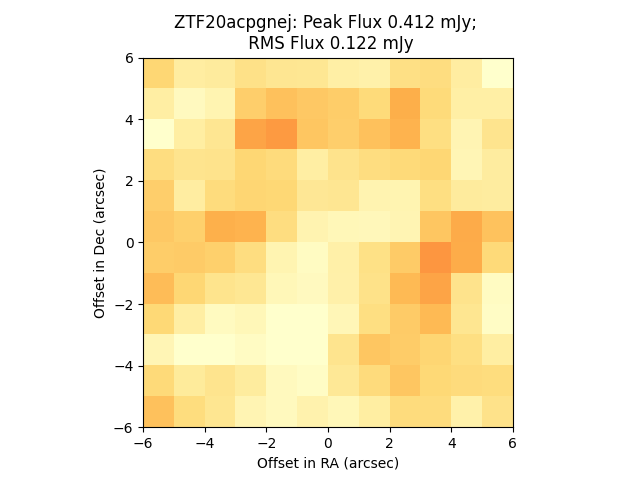 ZTF20acpgnej: Peak Flux 0.412 mJy;
RMS Flux 0.122 mJy
6
4
2
0
−2
−4
−6
Offset in Dec (arcsec)
−6 −4 −2 0 2 4 6
Offset in RA (arcsec)